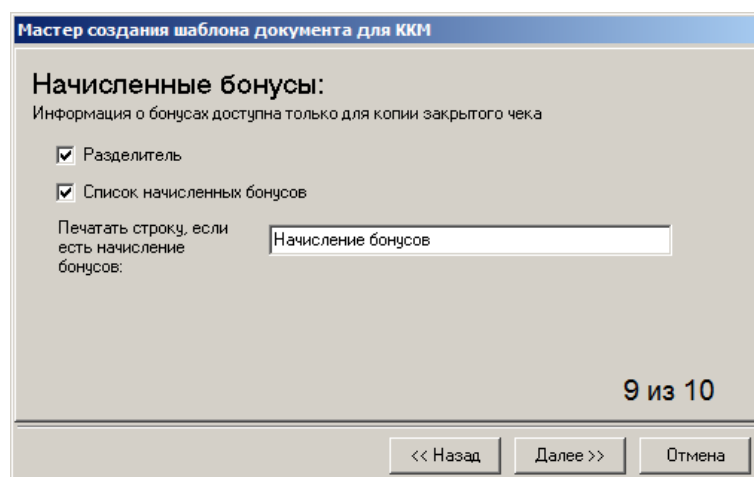 Мастер создания шаблона документа для ККМ
Начисленные бонусы:
Информация о бонусах доступна только для копии закрытого чека
Разделитель
Список начисленных бонусов
Печатать строку, если
есть начисление
бонусов:
Начисление бонусов
9 из 10
<< Назад
Далее >>
Отмена